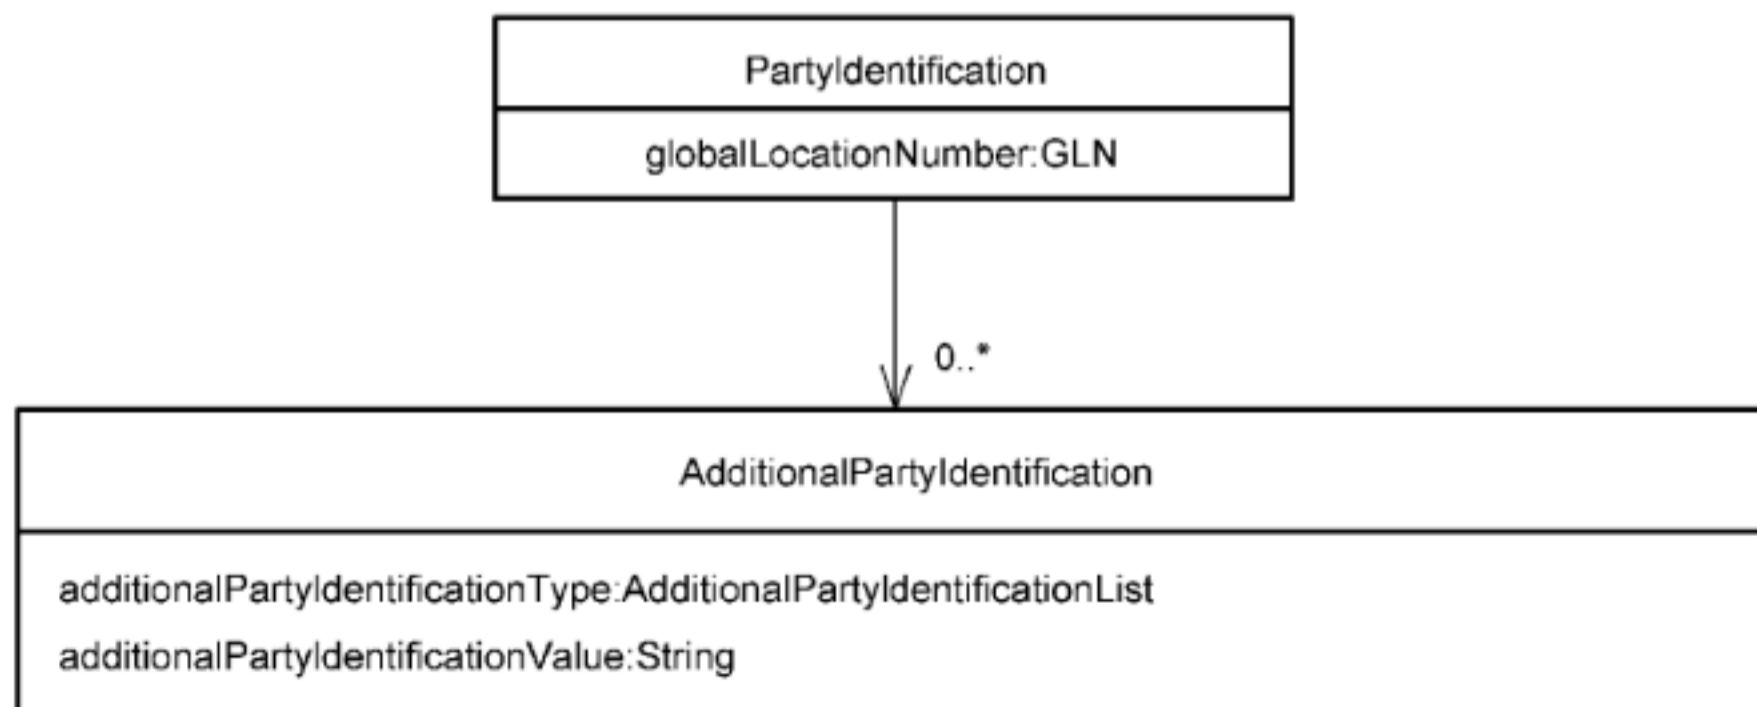 PartyIdentification
globalLocationNumber:GLN
0..*
AdditionalPartyIdentification
additionalPartyIdentificationType:AdditionalPartyIdentificationList
additionalPartyIdentificationValue:String